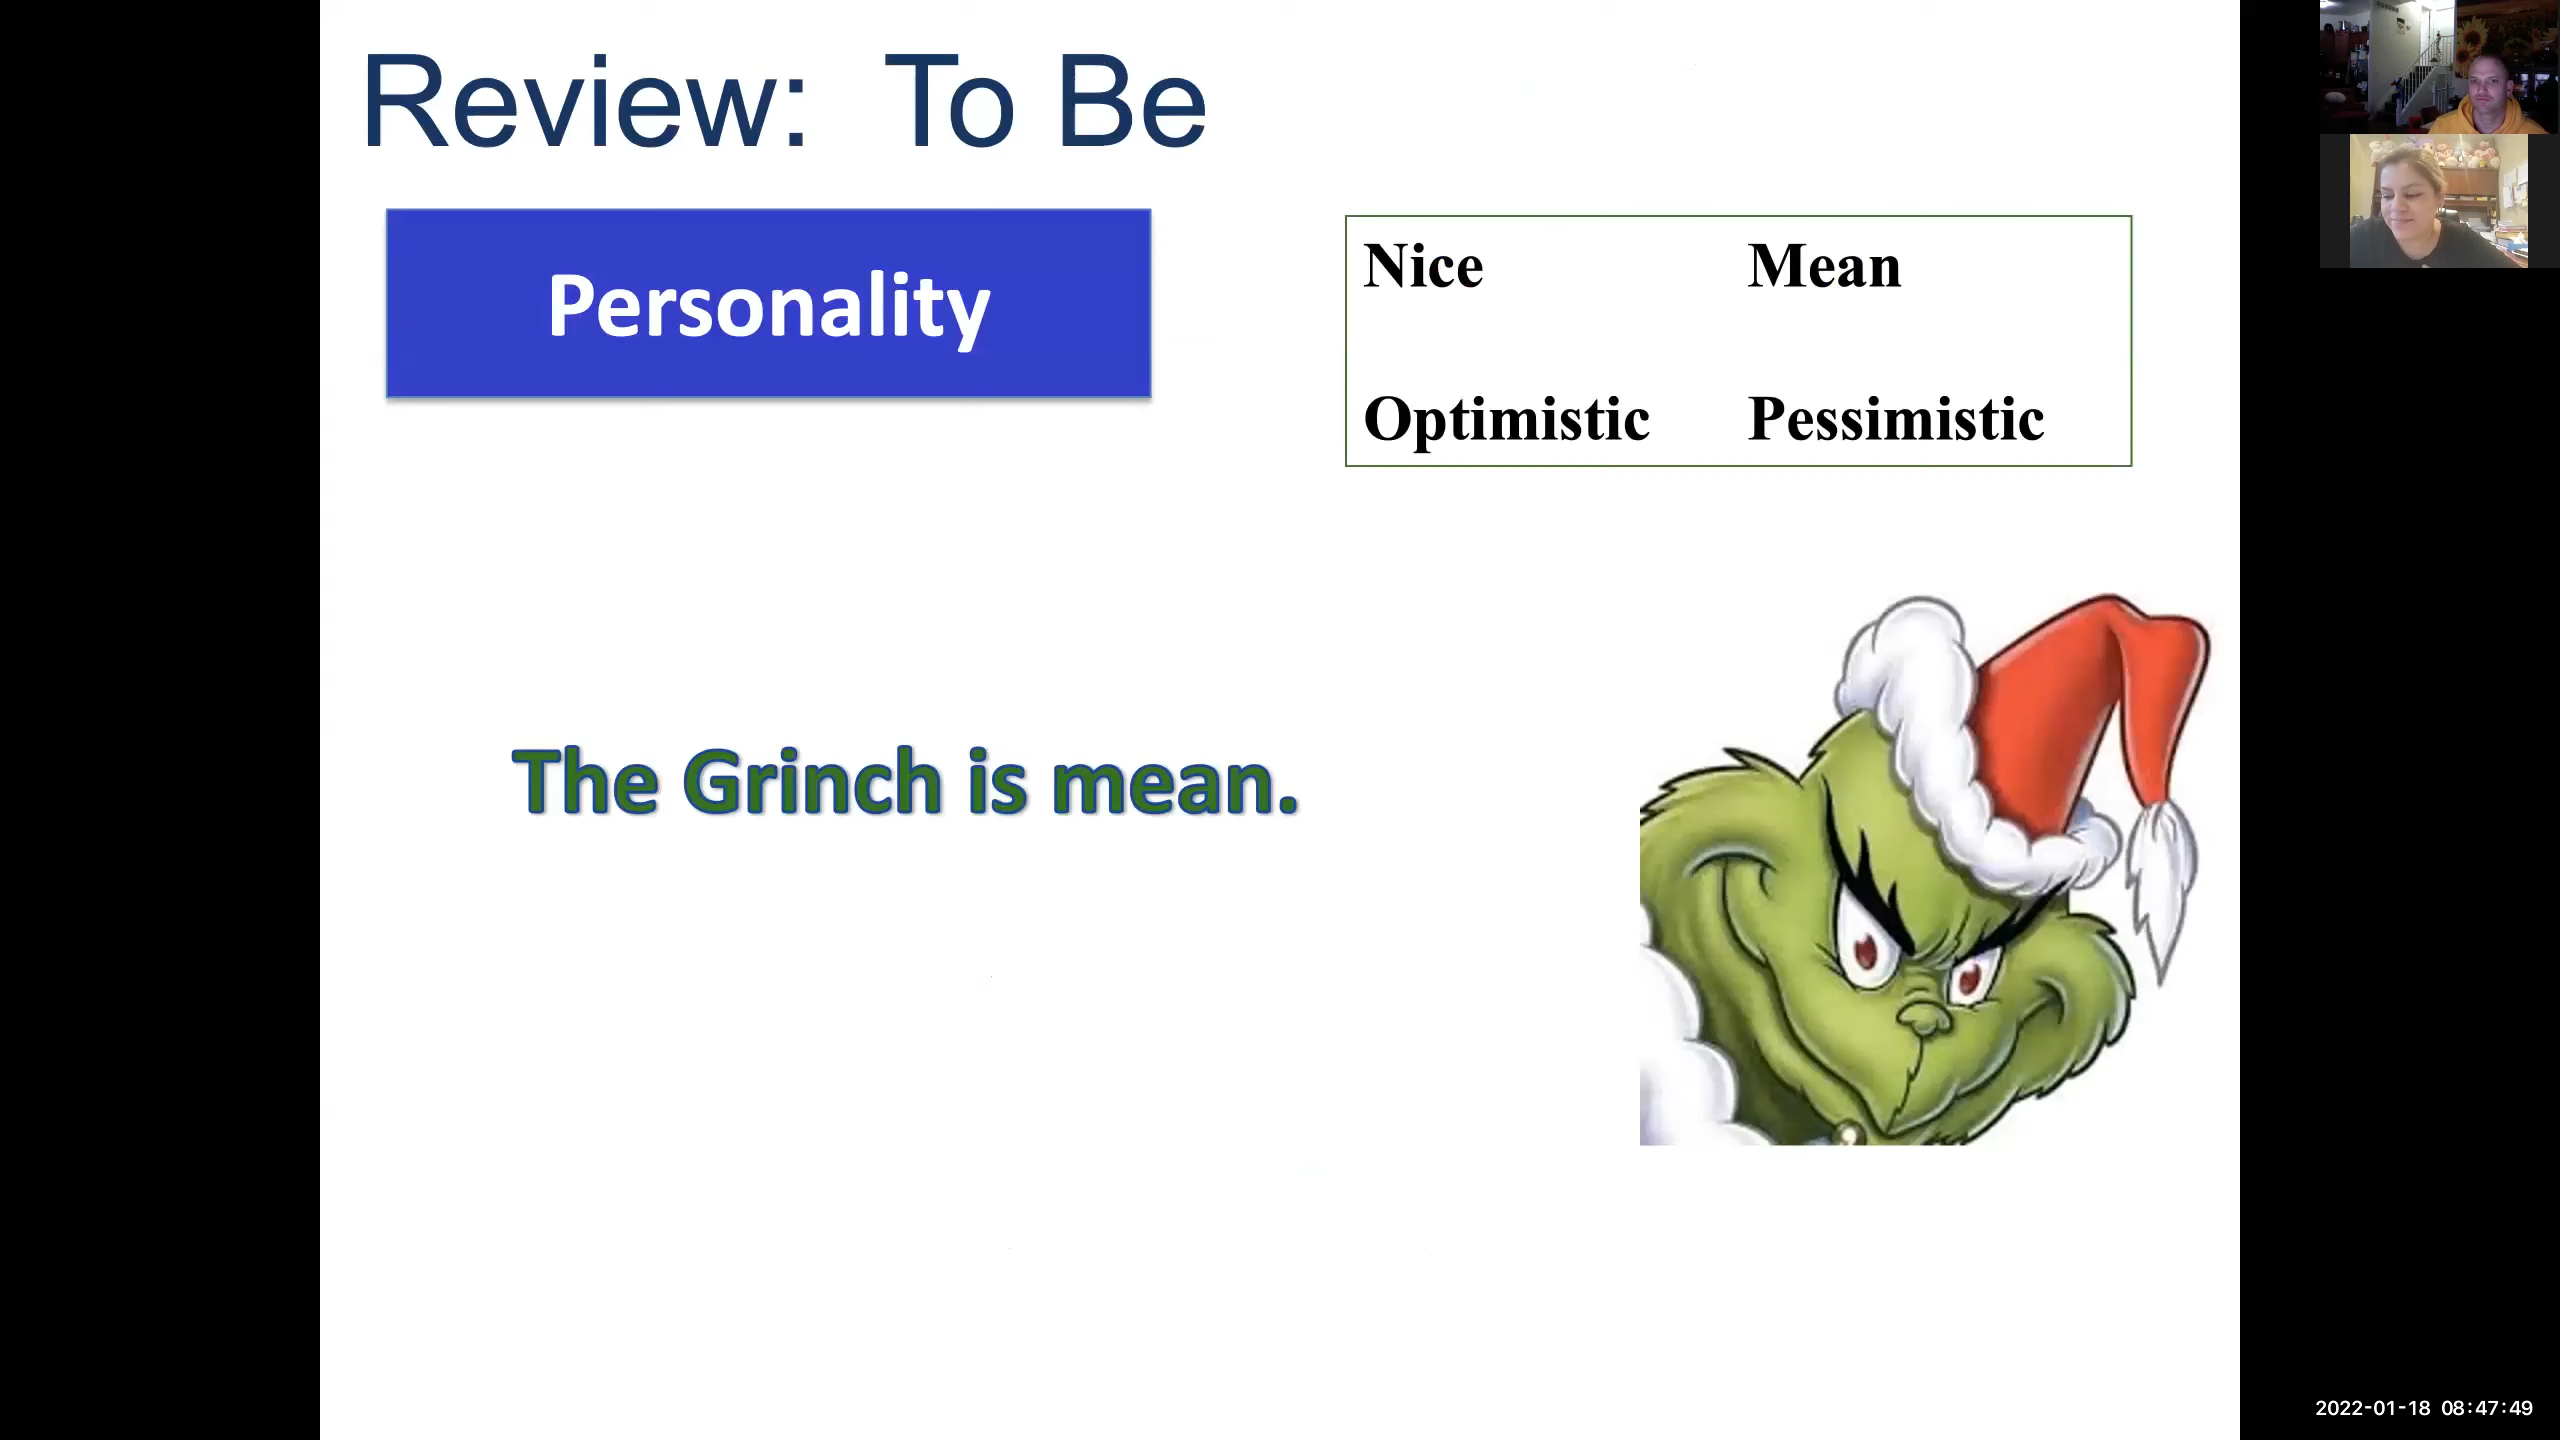 Review: To Be
Personality
Nice Mean
Optimistic Pessimistic
The Grinch is mean.
2022-01-18 08:47:49